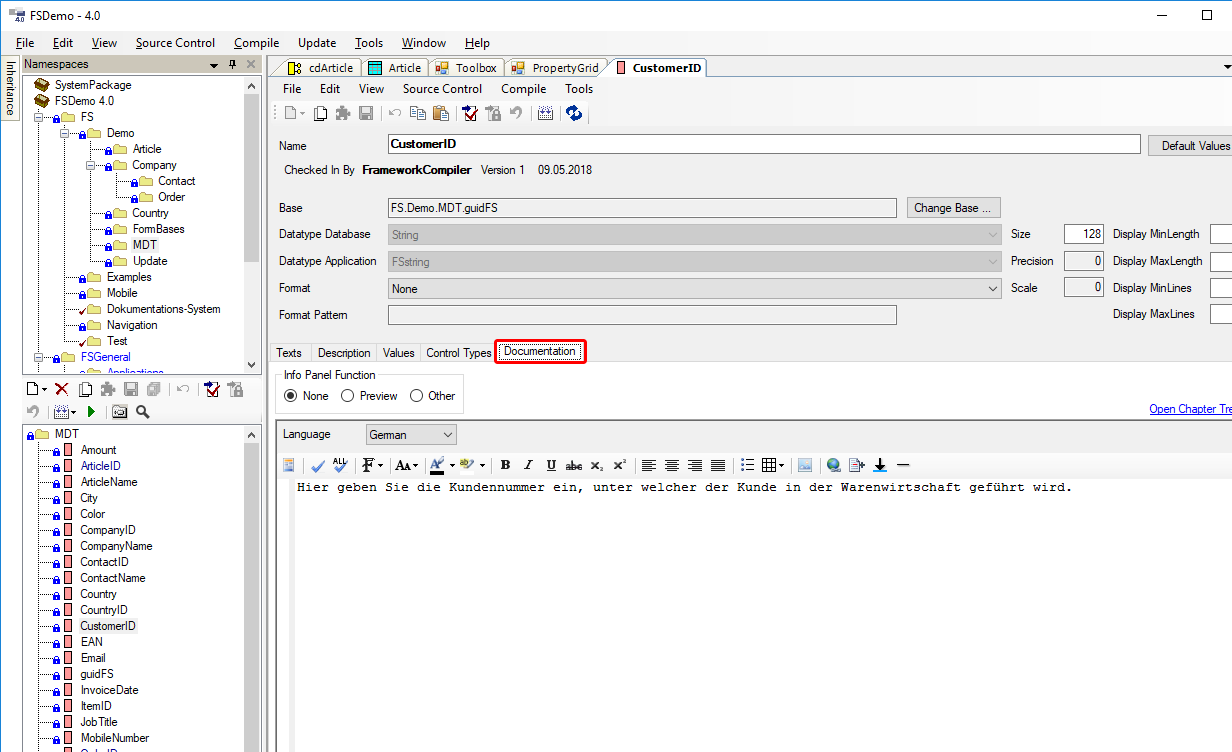 FSDemo - 4.0
File Edit View Source Control Compile Update Tools Window Help
Inheritance
Namespaces
SystemPackage
FSDemo 4.0
FS
Demo
Article
Company
Contact
Order
Country
FormBases
MDT
Update
Examples
Mobile
Dokumentations-System
Navigation
Test
FSGeneral
Applications
MDT
Amount
ArticleID
ArticleName
City
Color
CompanyID
CompanyName
ContactID
ContactName
Country
CountryID
CustomerID
EAN
Email
guidFS
InvoiceDate
ItemID
JobTitle
MobileNumber
cdArticle Article Toolbox PropertyGrid CustomerID
File Edit View Source Control Compile Tools
Name CustomerID Default Values
Checked In By FrameworkCompiler Version 1 09.05.2018
Base FS.Demo.MDT.guidFS Change Base ...
Datatype Database String Size 128 Display MinLength
Datatype Application FSstring Precision 0 Display MaxLength
Format None Scale 0 Display MinLines
Format Pattern Display MaxLines
Texts Description Values Control Types Documentation
Info Panel Function
None Preview Other
Open Chapter Tre
Language German
ALL
B I U abc x₂ x²
Hier geben Sie die Kundennummer ein, unter welcher der Kunde in der Warenwirtschaft geführt wird.